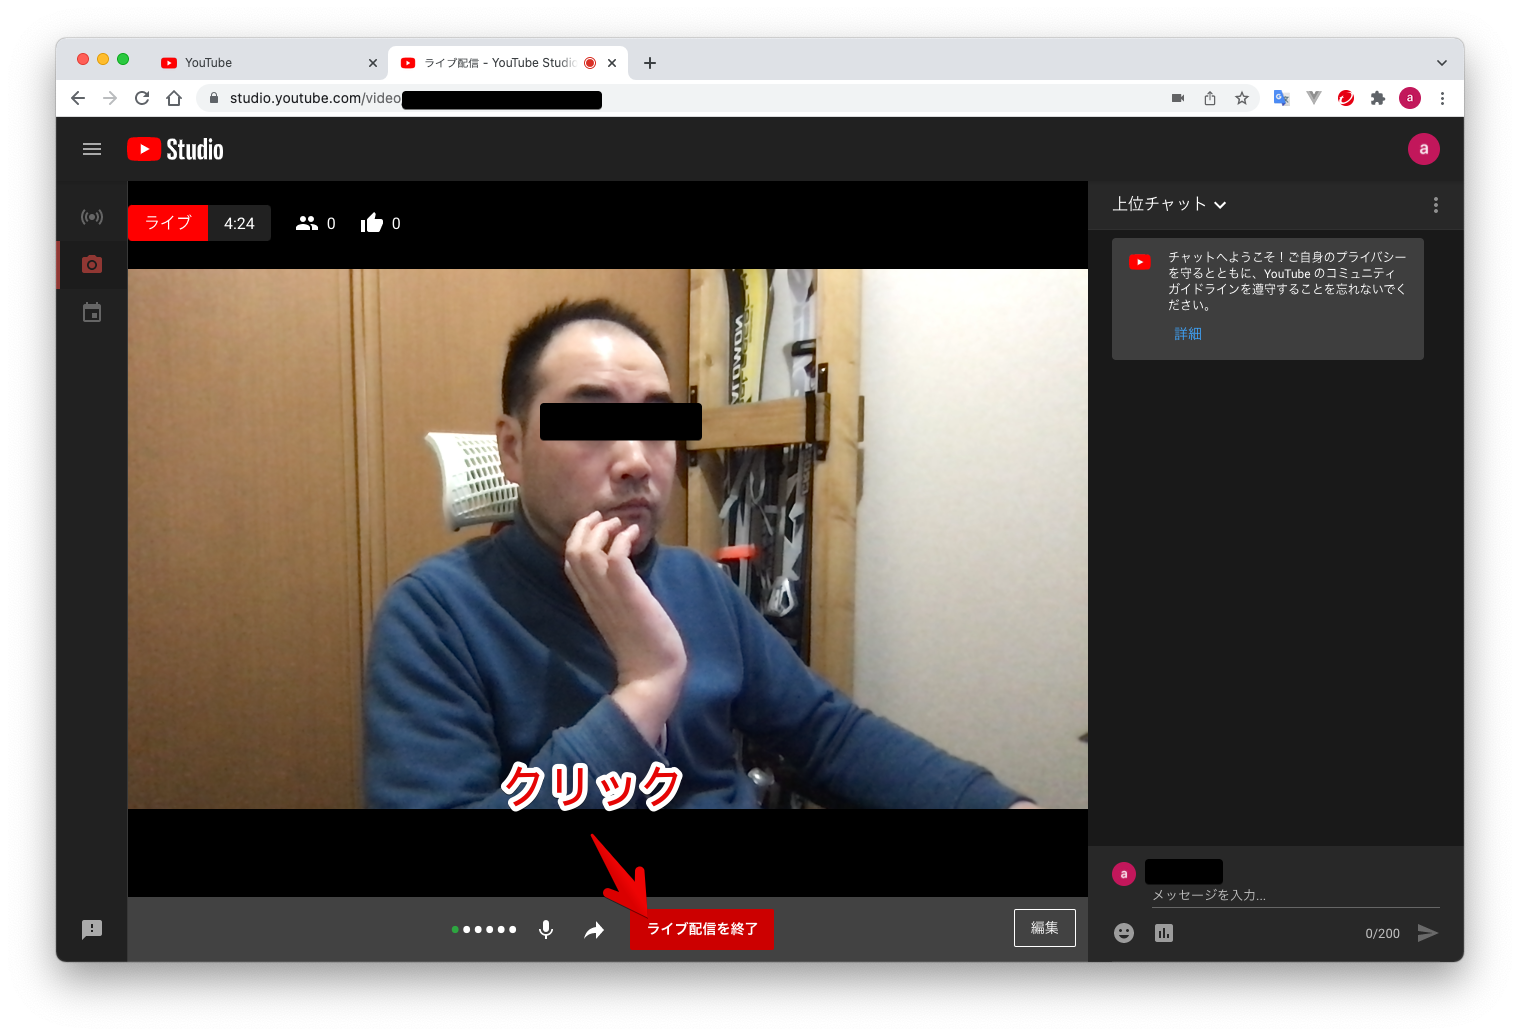 YouTube
ライブ配信 - YouTube Studio
studio.youtube.com/video
a
Studio
a
ライブ 4:24 0 0
上位チャット
チャットへようこそ！ご自身のプライバシー
を守るとともに、YouTube のコミュニティ
ガイドラインを遵守することを忘れないでく
ださい。
詳細
クリック
ライブ配信を終了
編集
a
メッセージを入力...
0/200